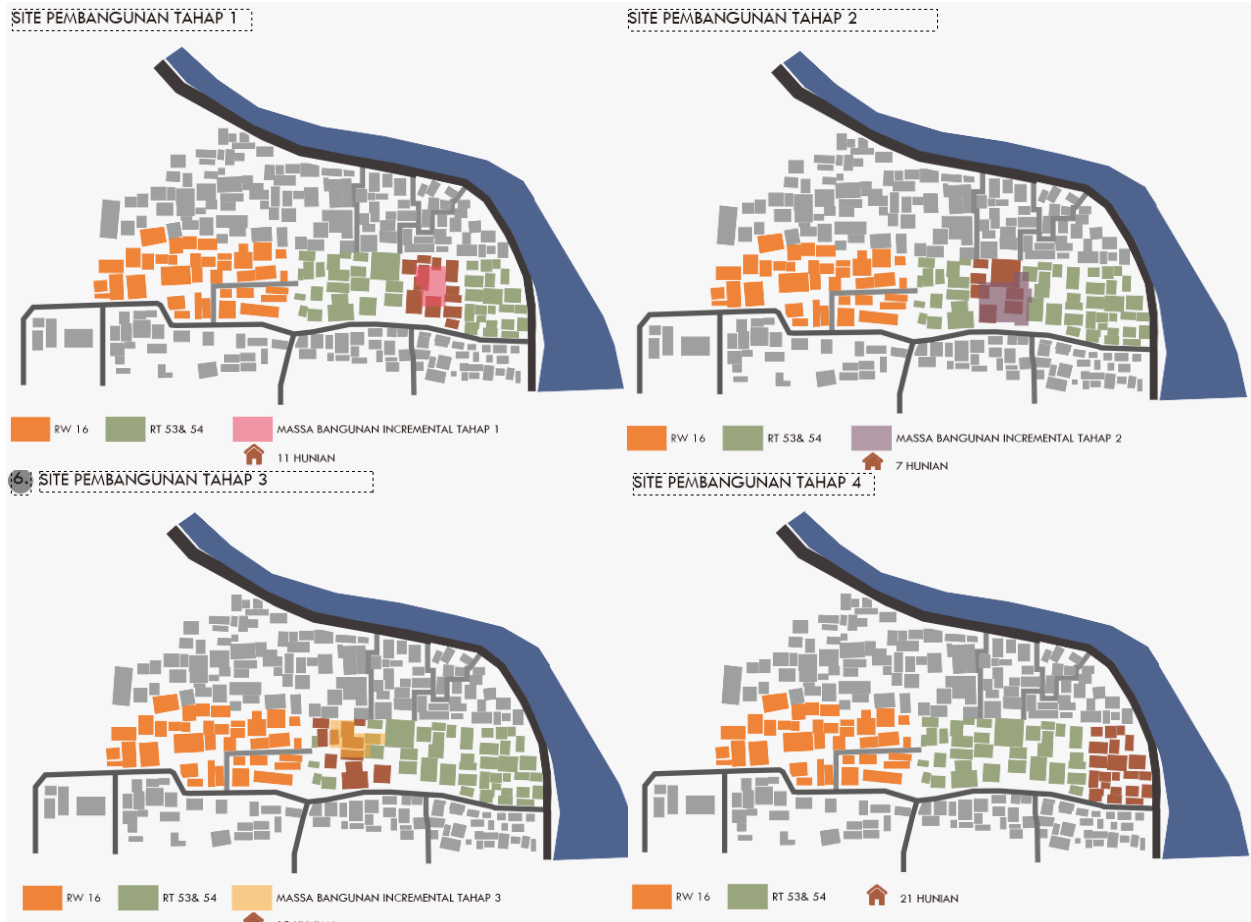 SITE PEMBANGUNAN TAHAP 1
RW 16
RT 53& 54
MASSA BANGUNAN INCREMENTAL TAHAP 1
11 HUNIAN
SITE PEMBANGUNAN TAHAP 2
RW 16
RT 53& 54
MASSA BANGUNAN INCREMENTAL TAHAP 2
7 HUNIAN
6. SITE PEMBANGUNAN TAHAP 3
RW 16
RT 53& 54
MASSA BANGUNAN INCREMENTAL TAHAP 3
SITE PEMBANGUNAN TAHAP 4
RW 16
RT 53& 54
21 HUNIAN